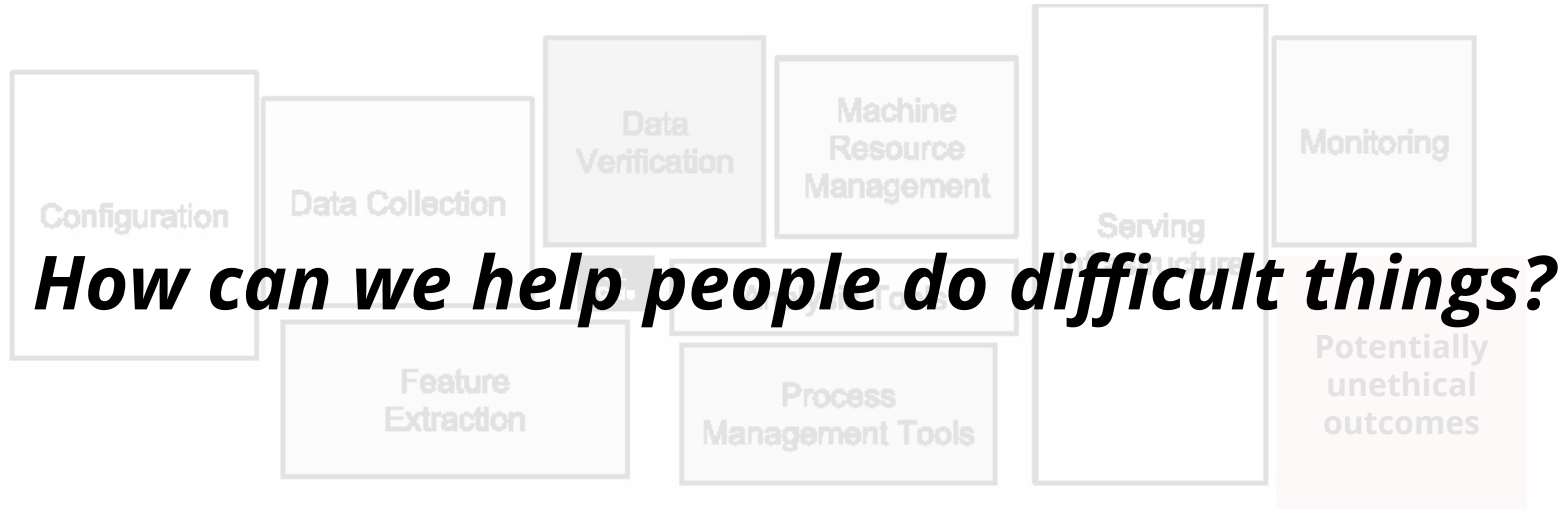 Configuration
Data Collection
Data
Verification
Machine
Resource
Management
Serving
Monitoring
How can we help people do difficult things?
Feature
Extraction
Process
Management Tools
Potentially
unethical
outcomes